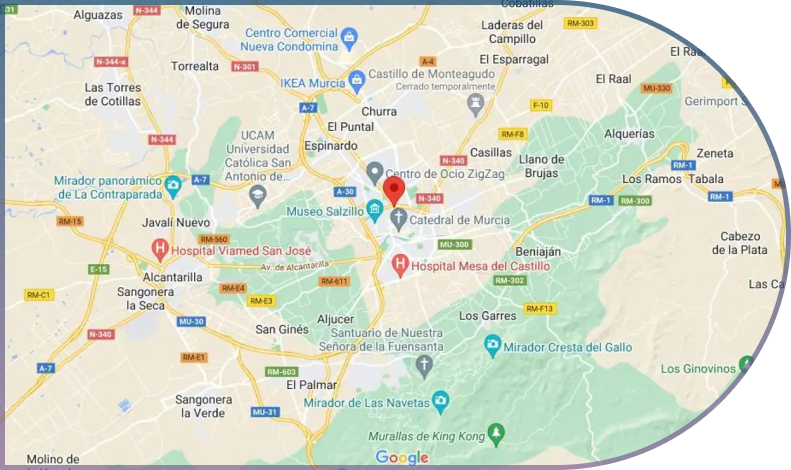 31
N-344
Molina
de Segura
Cobatillas
Alguazas
Laderas del
Campillo
RM-303
Centro Comercial
Nueva Condomina
N-344-a
Torrealta
N-301
A-4
El Esparragal
El Raal
Castillo de Monteagudo
Cerrado temporalmente
IKEA Murcia
MU-330
Las Torres
de Cotillas
A-7
Churra
F-10
Gerimport
El Puntal
RM-F8
Alquerías
N-344
UCAM
Universidad
Católica San
Antonio de...
Espinardo
N-340
Casillas
Llano de
Brujas
Zeneta
RM-1
Mirador panorámico
de La Contraparada
A-7
Centro de Ocio ZigZag
Los Ramos
Tabala
A-30
N-340
RM-1
RM-300
RM-1
Museo Salzillo
Catedral de Murcia
RM-15
Javalí Nuevo
RM-560
MU-300
Cabezo
de la Plata
Hospital Viamed San José
Beniaján
E-15
Av. de Alcantarilla
Hospital Mesa del Castillo
Alcantarilla
RM-611
RM-302
Las Ca
Sangonera
la Seca
RM-E4
RM-C1
RM-E3
RM-F13
MU-30
Aljucer
Los Garres
N-340
San Ginés
Santuario de Nuestra
Señora de la Fuensanta
Mirador Cresta del Gallo
RM-E1
A-7
RM-603
Los Ginovinos
El Palmar
Sangonera
la Verde
MU-31
Mirador de Las Navetas
Murallas de King Kong
Molino de
Google